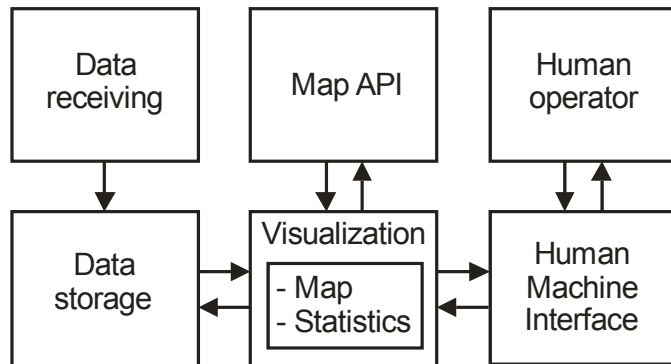 Data
receiving
Map API
Human
operator
Data
storage
Visualization
- Map
- Statistics
Human
Machine
Interface